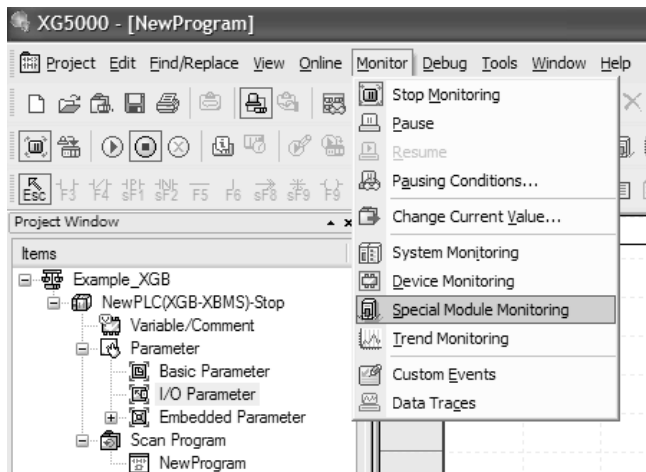 XG5000 - [NewProgram]
Project Edit Find/Replace View Online Monitor Debug Tools Window Help
Stop Monitoring
Pause
Resume
Pausing Conditions...
Change Current Value...
System Monitoring
Device Monitoring
Special Module Monitoring
Trend Monitoring
Custom Events
Data Traces
Esc F3 F4 sF1 sF2 F5 F6 sF8 sF9 F9
Project Window
Items
Example_XGB
NewPLC(XGB-XBMS)-Stop
Variable/Comment
Parameter
Basic Parameter
I/O Parameter
Embedded Parameter
Scan Program
NewProgram